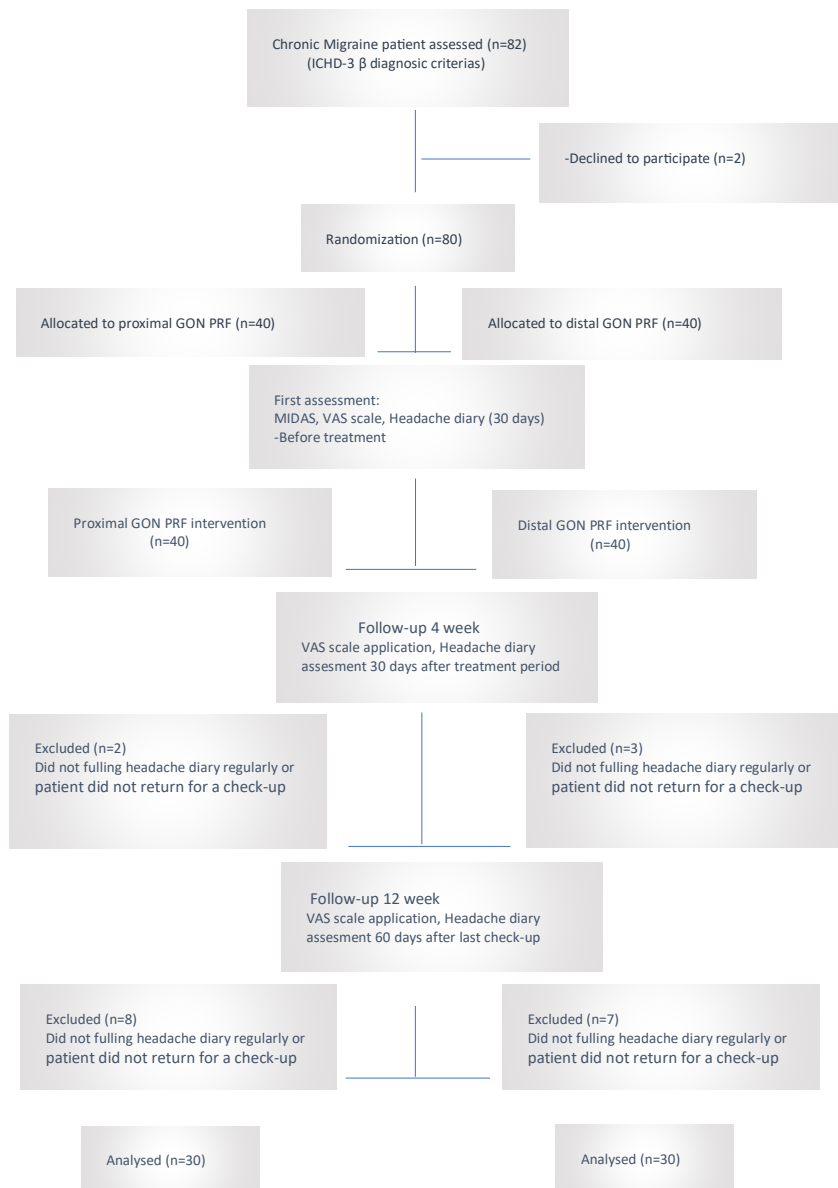 Chronic Migraine patient assessed (n=82)
(ICHD-3 β diagnosic criterias)
-Declined to participate (n=2)
Randomization (n=80)
Allocated to proximal GON PRF (n=40)
Allocated to distal GON PRF (n=40)
First assessment:
MIDAS, VAS scale, Headache diary (30 days)
-Before treatment
Proximal GON PRF intervention
(n=40)
Distal GON PRF intervention
(n=40)
Follow-up 4 week
VAS scale application, Headache diary
assesment 30 days after treatment period
Excluded (n=2)
Did not fulling headache diary regularly or
patient did not return for a check-up
Excluded (n=3)
Did not fulling headache diary regularly or
patient did not return for a check-up
Follow-up 12 week
VAS scale application, Headache diary
assesment 60 days after last check-up
Excluded (n=8)
Did not fulling headache diary regularly or
patient did not return for a check-up
Excluded (n=7)
Did not fulling headache diary regularly or
patient did not return for a check-up
Analysed (n=30)
Analysed (n=30)